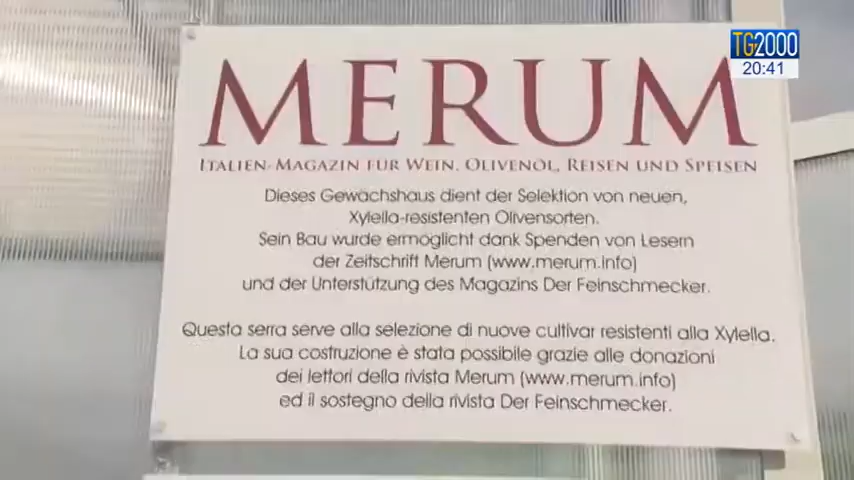 TG2000
20:41
MERUM
ITALIEN-MAGAZIN FÜR WEIN, OLIVENÖL, REISEN UND SPEISEN
Dieses Gewächshaus dient der Selektion von neuen,
Xylella-resistenten Olivensorten.
Sein Bau wurde ermöglicht dank Spenden von Lesern
der Zeitschrift Merum (www.merum.info)
und der Unterstützung des Magazins Der Feinschmecker.
Questa serra serve alla selezione di nuove cultivar resistenti alla Xylella.
La sua costruzione è stata possibile grazie alle donazioni
dei lettori della rivista Merum (www.merum.info)
ed il sostegno della rivista Der Feinschmecker.